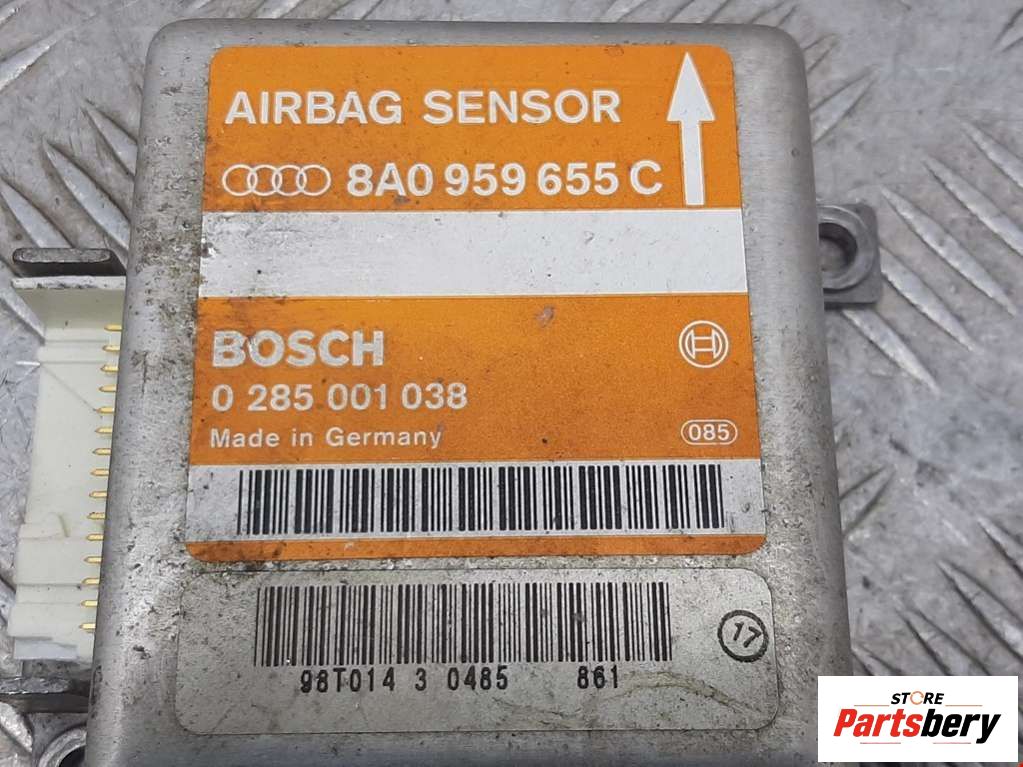 AIRBAG SENSOR
8A0 959 655 C
BOSCH
0 285 001 038
Made in Germany
085
98T014 3 0485 861
17
STORE
Partsbery